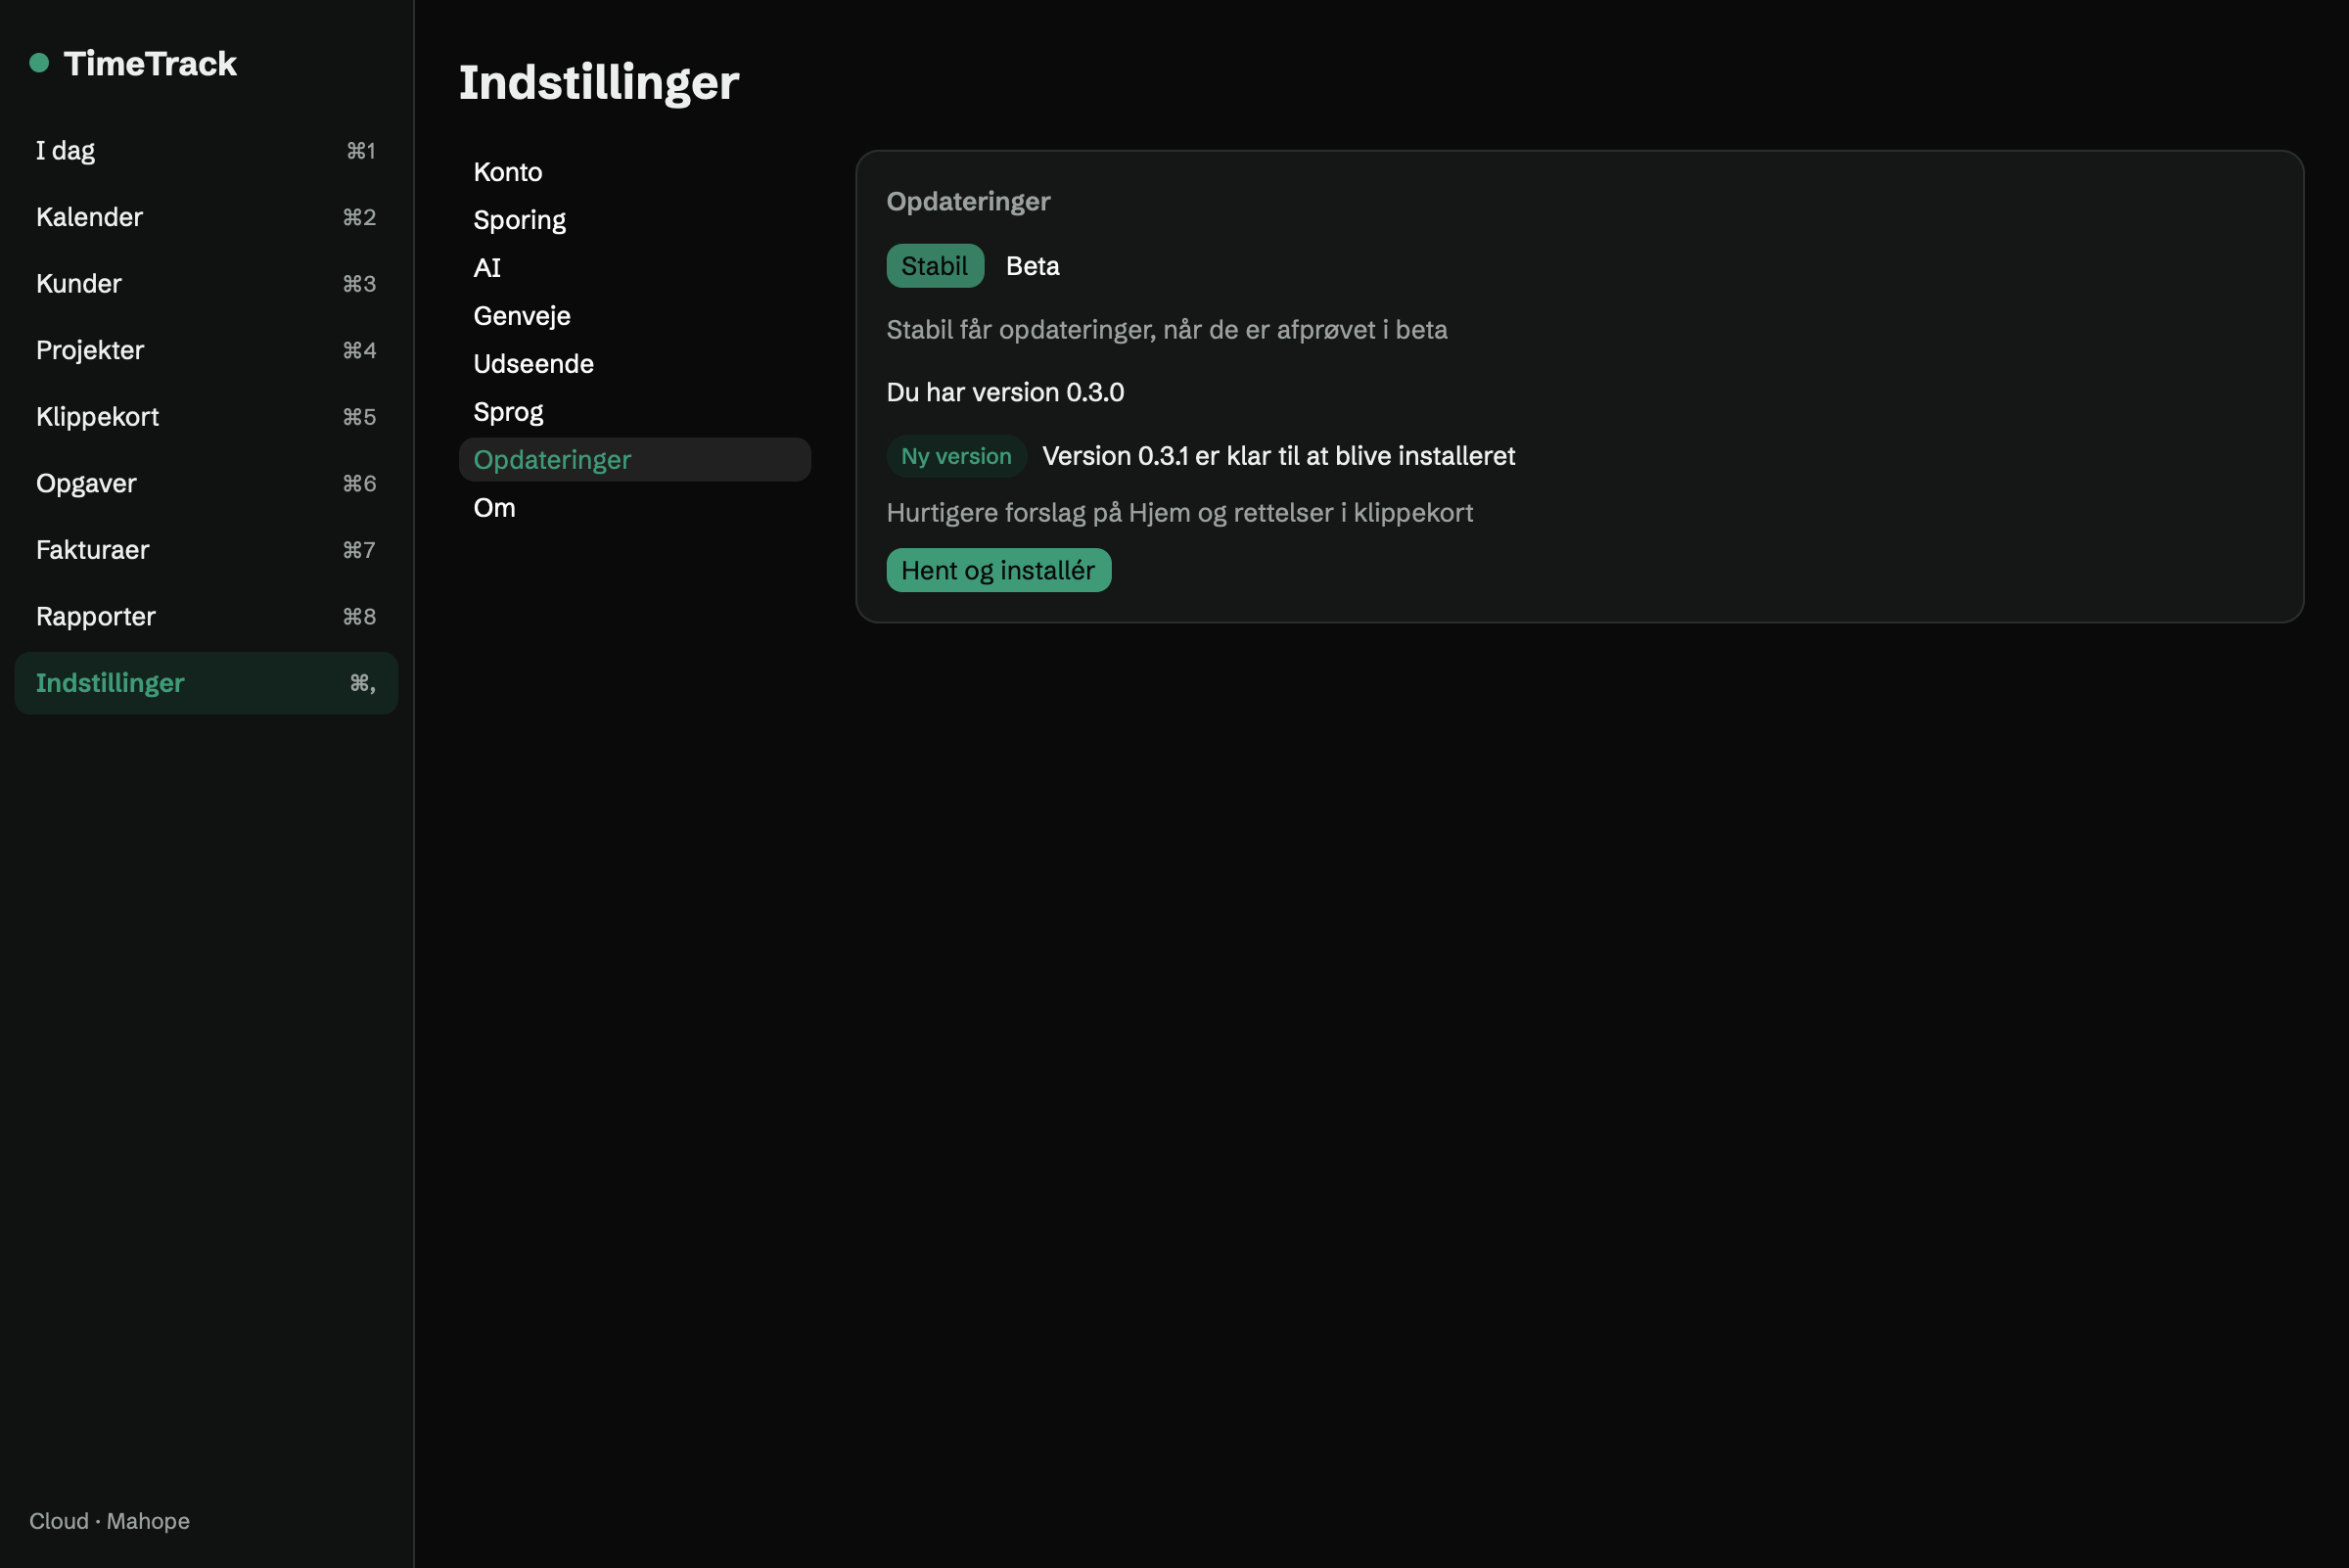 TimeTrack
I dag ⌘1
Kalender ⌘2
Kunder ⌘3
Projekter ⌘4
Klippekort ⌘5
Opgaver ⌘6
Fakturaer ⌘7
Rapporter ⌘8
Indstillinger ⌘,
Cloud · Mahope
Indstillinger
Konto
Sporing
AI
Genveje
Udseende
Sprog
Opdateringer
Om
Opdateringer
Stabil Beta
Stabil får opdateringer, når de er afprøvet i beta
Du har version 0.3.0
Ny version Version 0.3.1 er klar til at blive installeret
Hurtigere forslag på Hjem og rettelser i klippekort
Hent og installér